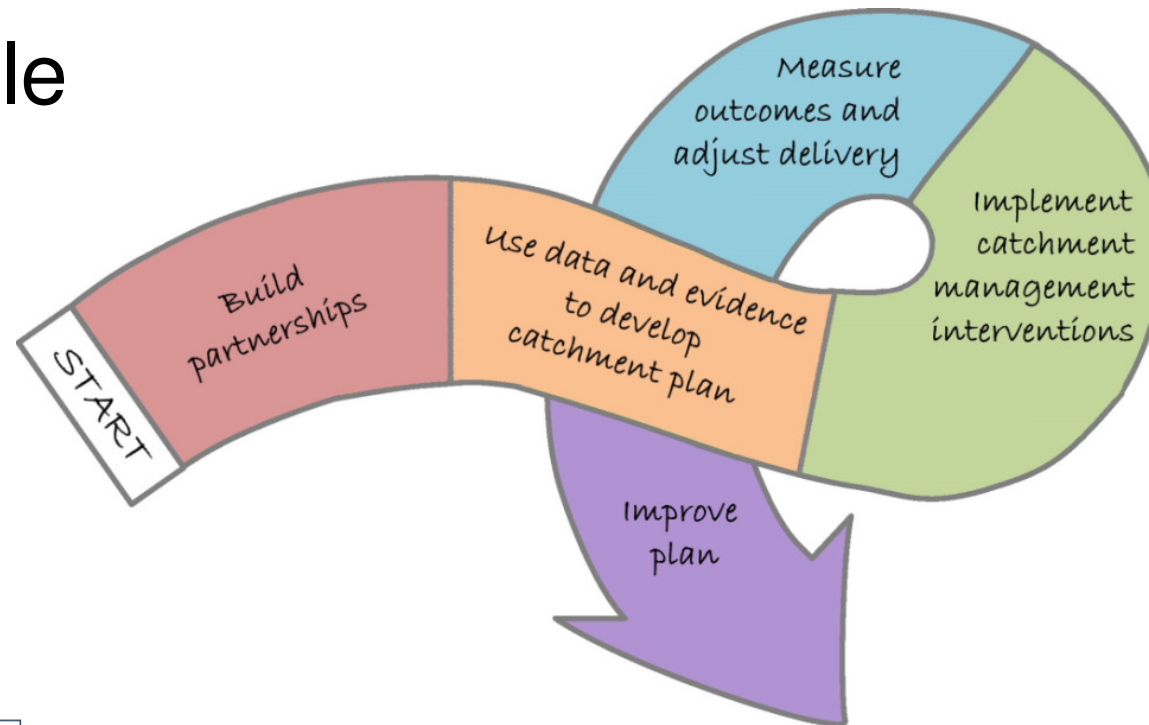 le
START
Build
partnerships
Use data and evidence
to develop
catchment plan
Implement
catchment
management
interventions
Measure
outcomes and
adjust delivery
Improve
plan